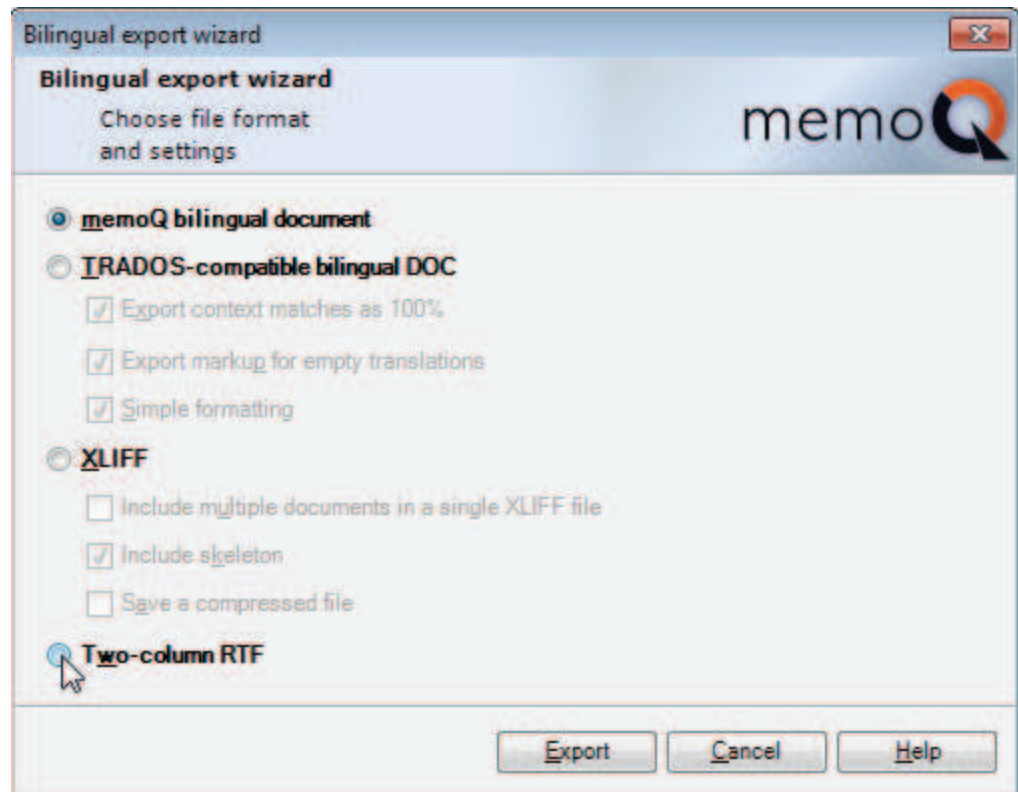 Bilingual export wizard
Bilingual export wizard
Choose file format
and settings
memoQ
memoQ bilingual document
TRADOS-compatible bilingual DOC
Export context matches as 100%
Export markup for empty translations
Simple formatting
XLIFF
Include multiple documents in a single XLIFF file
Include skeleton
Save a compressed file
Two-column RTF
Export Cancel Help